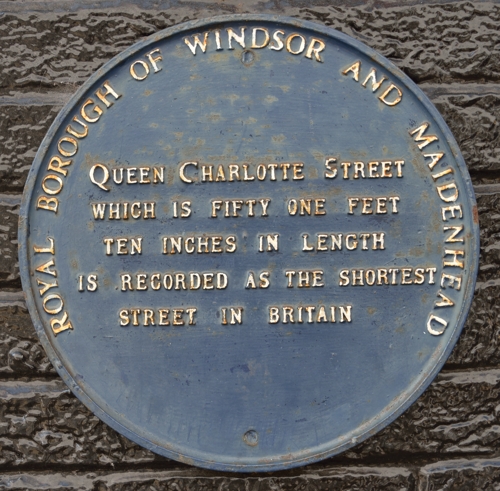 ROYAL BOROUGH OF WINDSOR AND MAIDENHEAD
QUEEN CHARLOTTE STREET
WHICH IS FIFTY ONE FEET
TEN INCHES IN LENGTH
IS RECORDED AS THE SHORTEST
STREET IN BRITAIN